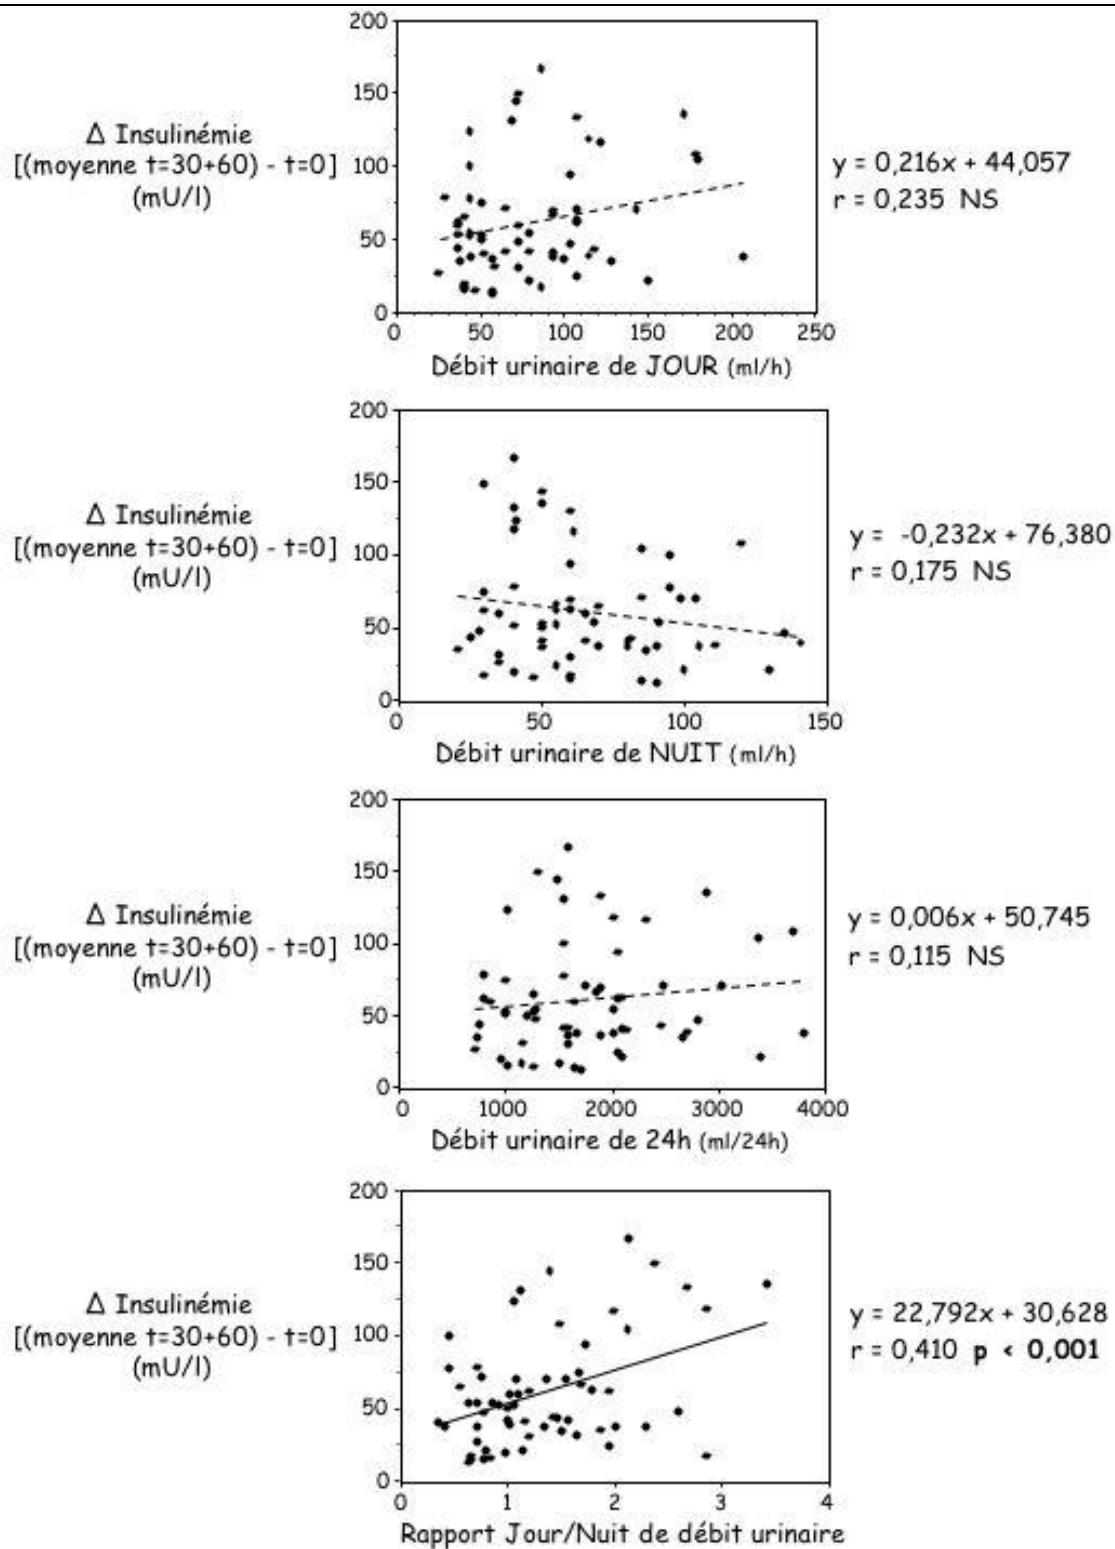 200
150
100
50
0
Δ Insulinémie
[(moyenne t=30+60) - t=0]
(mU/l)
y = 0,216x + 44,057
r = 0,235 NS
0 50 100 150 200 250
Débit urinaire de JOUR (ml/h)
200
150
100
50
0
Δ Insulinémie
[(moyenne t=30+60) - t=0]
(mU/l)
y = -0,232x + 76,380
r = 0,175 NS
0 50 100 150
Débit urinaire de NUIT (ml/h)
200
150
100
50
0
Δ Insulinémie
[(moyenne t=30+60) - t=0]
(mU/l)
y = 0,006x + 50,745
r = 0,115 NS
0 1000 2000 3000 4000
Débit urinaire de 24h (ml/24h)
200
150
100
50
0
Δ Insulinémie
[(moyenne t=30+60) - t=0]
(mU/l)
y = 22,792x + 30,628
r = 0,410 p < 0,001
0 1 2 3 4
Rapport Jour/Nuit de débit urinaire